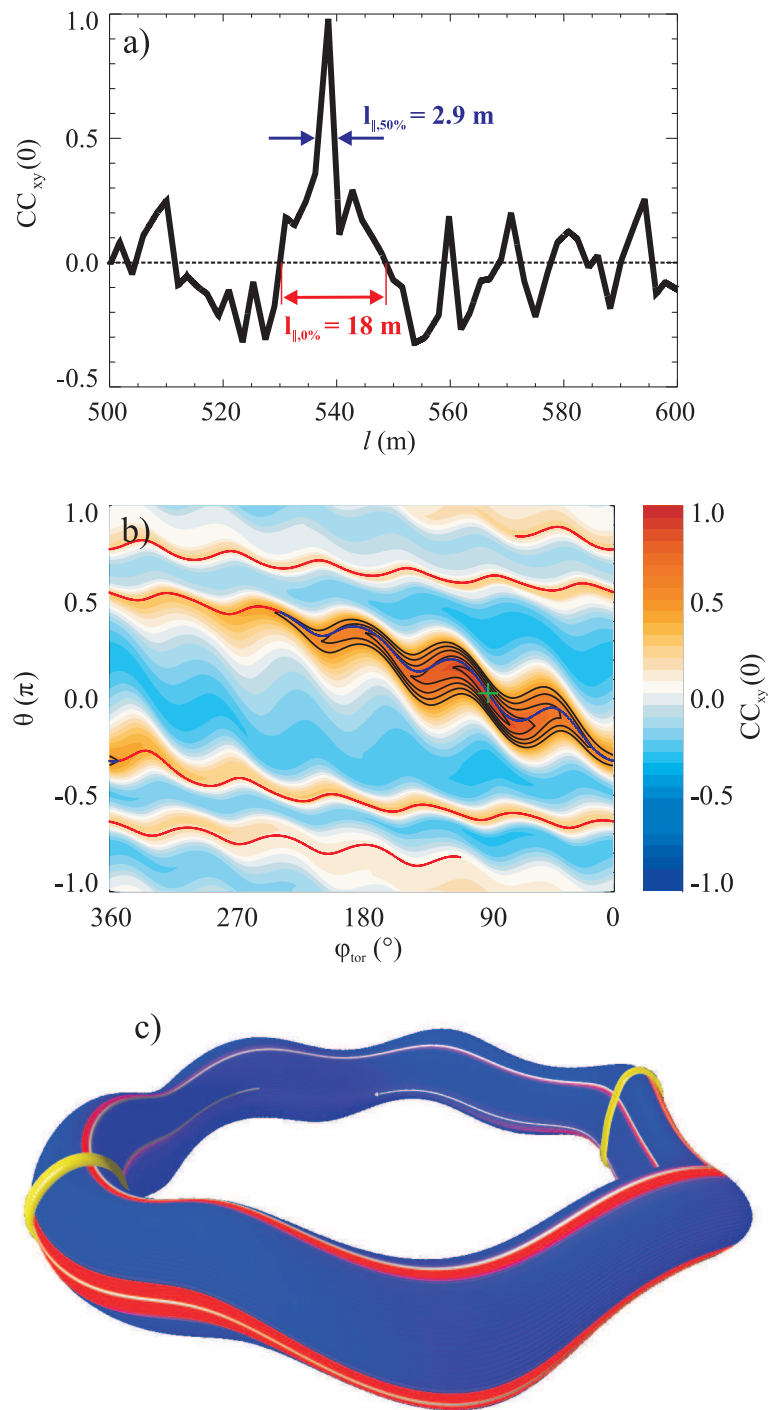 a)
1.0
0.5
0.0
-0.5
CC_xy (0)
l_∥,50% = 2.9 m
l_∥,0% = 18 m
500 520 540 560 580 600
l (m)
b)
1.0
0.5
0.0
-0.5
-1.0
θ (π)
360 270 180 90 0
φ_tor (°)
1.0
0.5
0.0
-0.5
-1.0
CC_xy (0)
c)